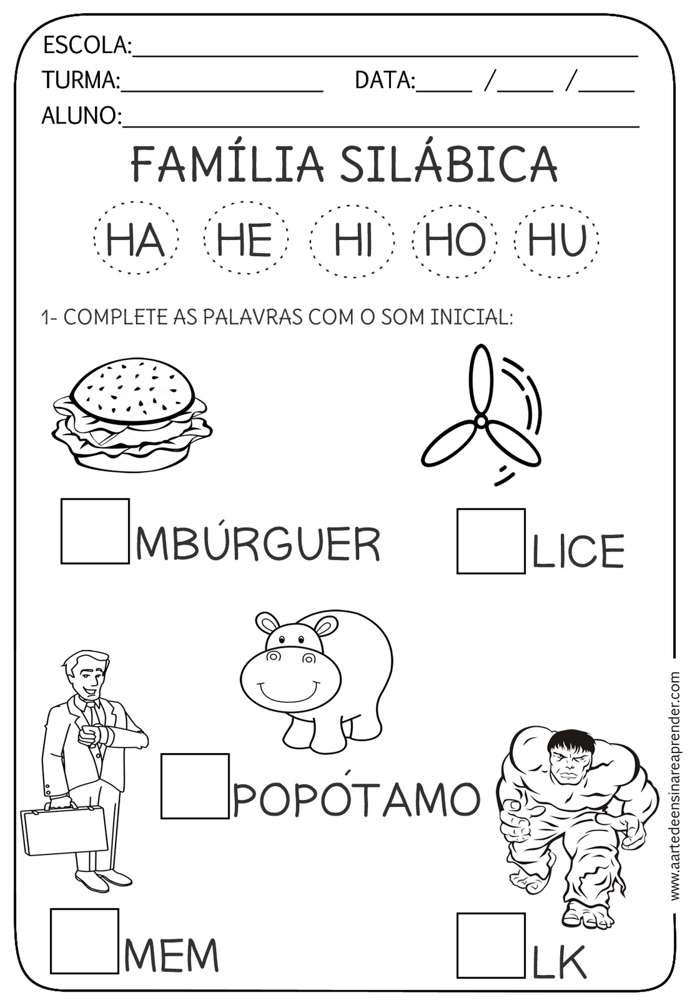 ESCOLA:
TURMA: DATA: / /
ALUNO:
FAMÍLIA SILÁBICA
HA HE HI HO HU
1- COMPLETE AS PALAVRAS COM O SOM INICIAL:
MBÚRGUER
LICE
POPÓTAMO
MEM
LK
www.aartedeensinareaprender.com